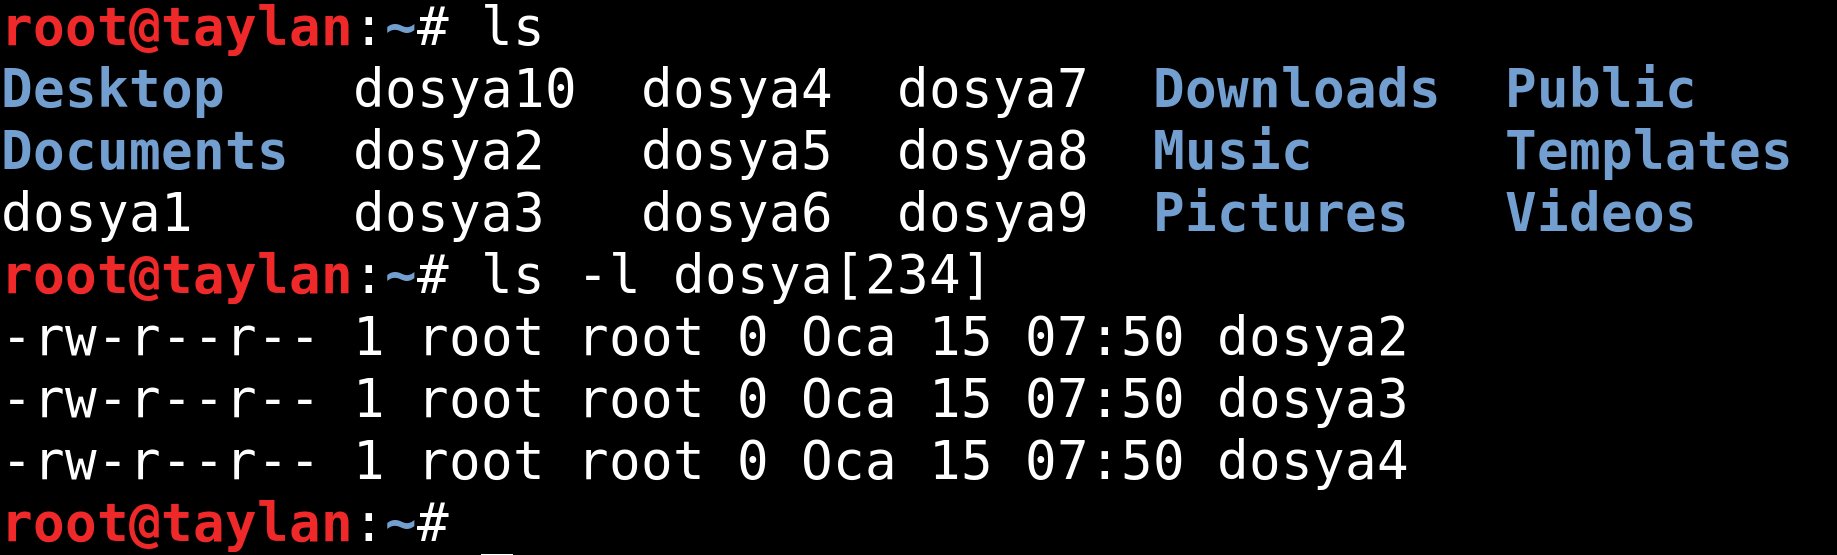 root@taylan:~# ls
Desktop    dosya10  dosya4  dosya7  Downloads  Public
Documents  dosya2   dosya5  dosya8  Music      Templates
dosya1     dosya3   dosya6  dosya9  Pictures   Videos
root@taylan:~# ls -l dosya[234]
-rw-r--r-- 1 root root 0 Oca 15 07:50 dosya2
-rw-r--r-- 1 root root 0 Oca 15 07:50 dosya3
-rw-r--r-- 1 root root 0 Oca 15 07:50 dosya4
root@taylan:~#